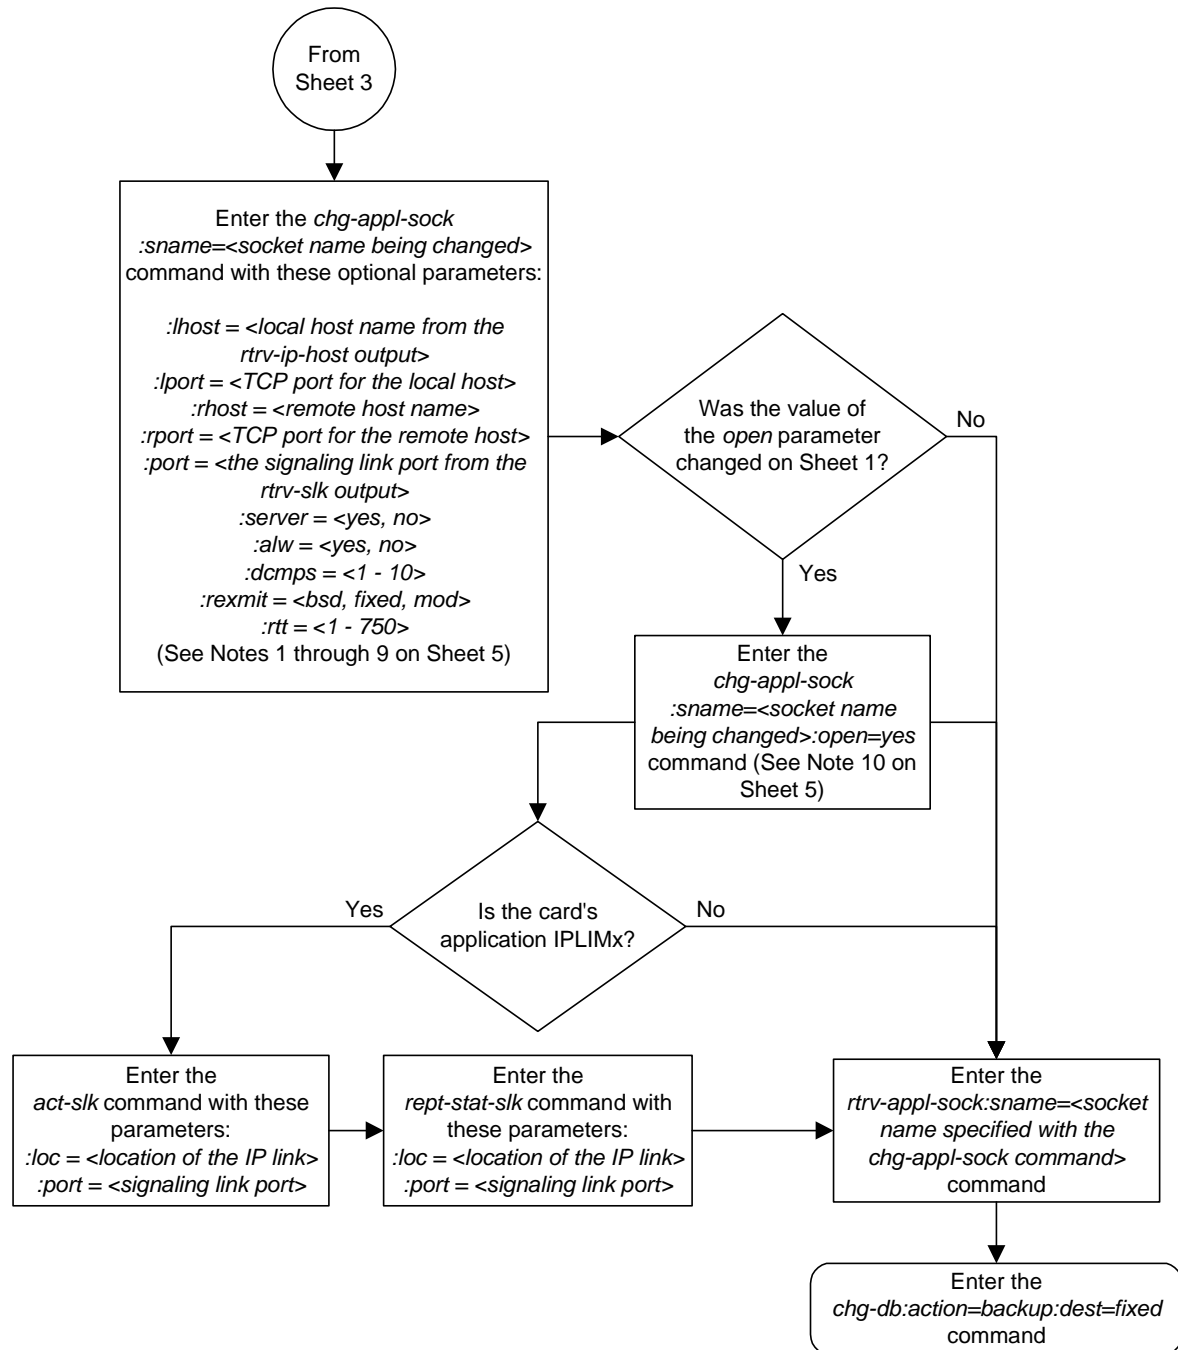 From
Sheet 3
Enter the chg-appl-sock
:sname=<socket name being changed>
command with these optional parameters:
:lhost = <local host name from the
rtrv-ip-host output>
:lport = <TCP port for the local host>
:rhost = <remote host name>
:rport = <TCP port for the remote host>
:port = <the signaling link port from the
rtrv-slk output>
:server = <yes, no>
:alw = <yes, no>
:dcmps = <1 - 10>
:rexmit = <bsd, fixed, mod>
:rtt = <1 - 750>
(See Notes 1 through 9 on Sheet 5)
Was the value of
the open parameter
changed on Sheet 1?
No
Yes
Enter the
chg-appl-sock
:sname=<socket name
being changed>:open=yes
command (See Note 10 on
Sheet 5)
Is the card's
application IPLIMx?
Yes
No
Enter the
act-slk command with these
parameters:
:loc = <location of the IP link>
:port = <signaling link port>
Enter the
rept-stat-slk command with
these parameters:
:loc = <location of the IP link>
:port = <signaling link port>
Enter the
rtrv-appl-sock:sname=<socket
name specified with the
chg-appl-sock command>
command
Enter the
chg-db:action=backup:dest=fixed
command